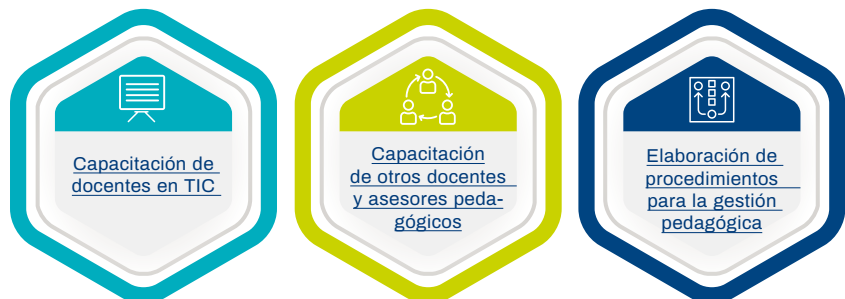 Capacitación de
docentes en TIC
Capacitación
de otros docentes
y asesores peda-
gógicos
Elaboración de
procedimientos
para la gestión
pedagógica